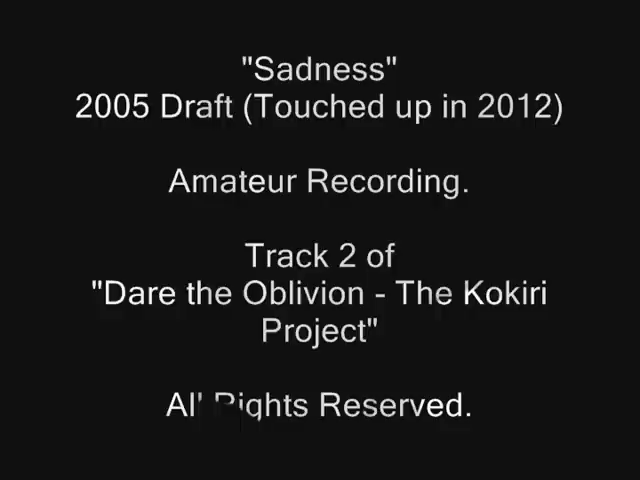 "Sadness"
2005 Draft (Touched up in 2012)
Amateur Recording.
Track 2 of
"Dare the Oblivion - The Kokiri
Project"
All Rights Reserved.